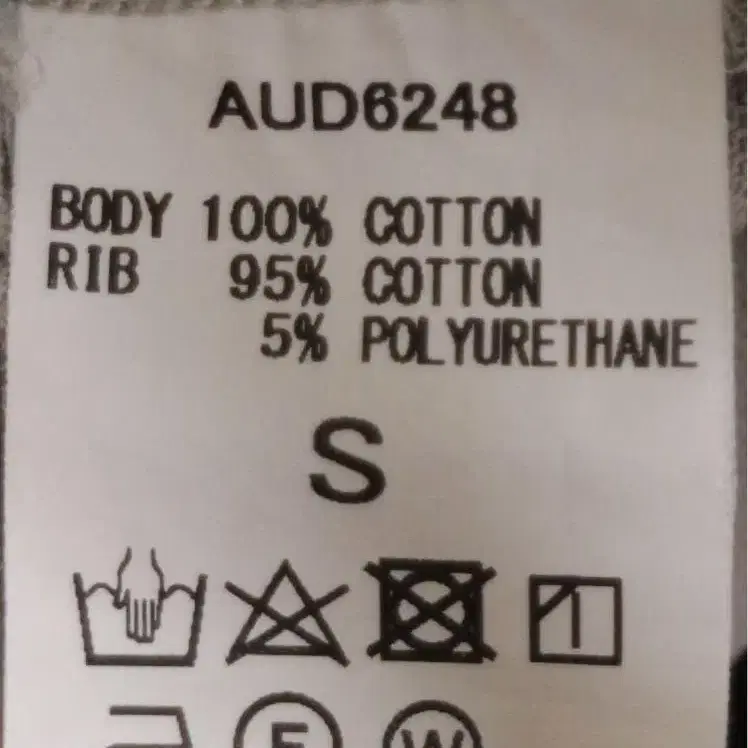 AUD6248
BODY 100% COTTON
RIB 95% COTTON
5% POLYURETHANE
S
F W